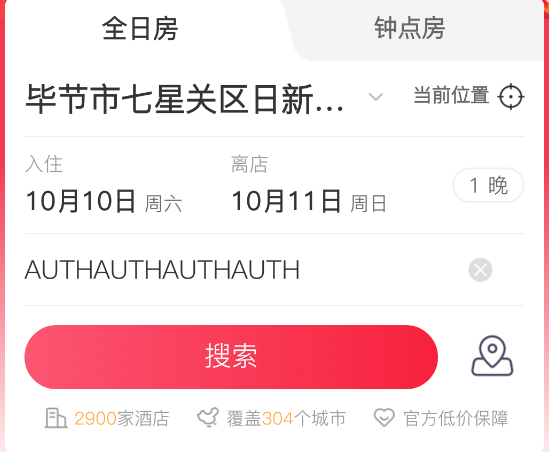 全日房 钟点房
毕节市七星关区日新... 当前位置
入住 离店
10月10日 周六 10月11日 周日 1 晚
AUTHAUTHAUTHAUTH
搜索
2900家酒店 覆盖304个城市 官方低价保障